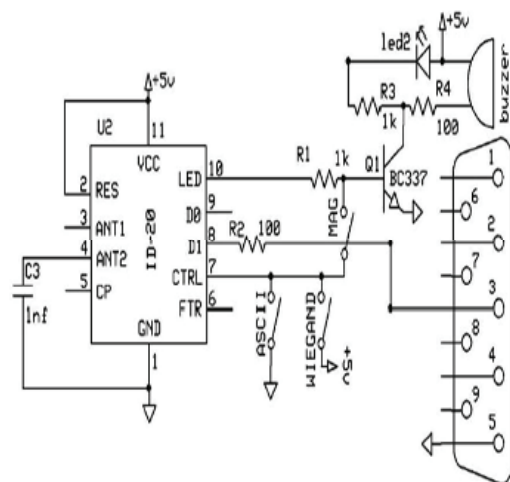 +5v
led2
+5v
buzzer
R3
1k
R4
100
U2
11
VCC
2
RES
3
ANT1
4
ANT2
5
CP
ID-20
LED
10
D0
9
D1
8
CTRL
7
FTR
6
GND
1
C3
1nf
R1
1k
Q1
BC337
R2
100
MAG
ASCII
WIEGAND
+5v
1
6
2
7
3
8
4
9
5